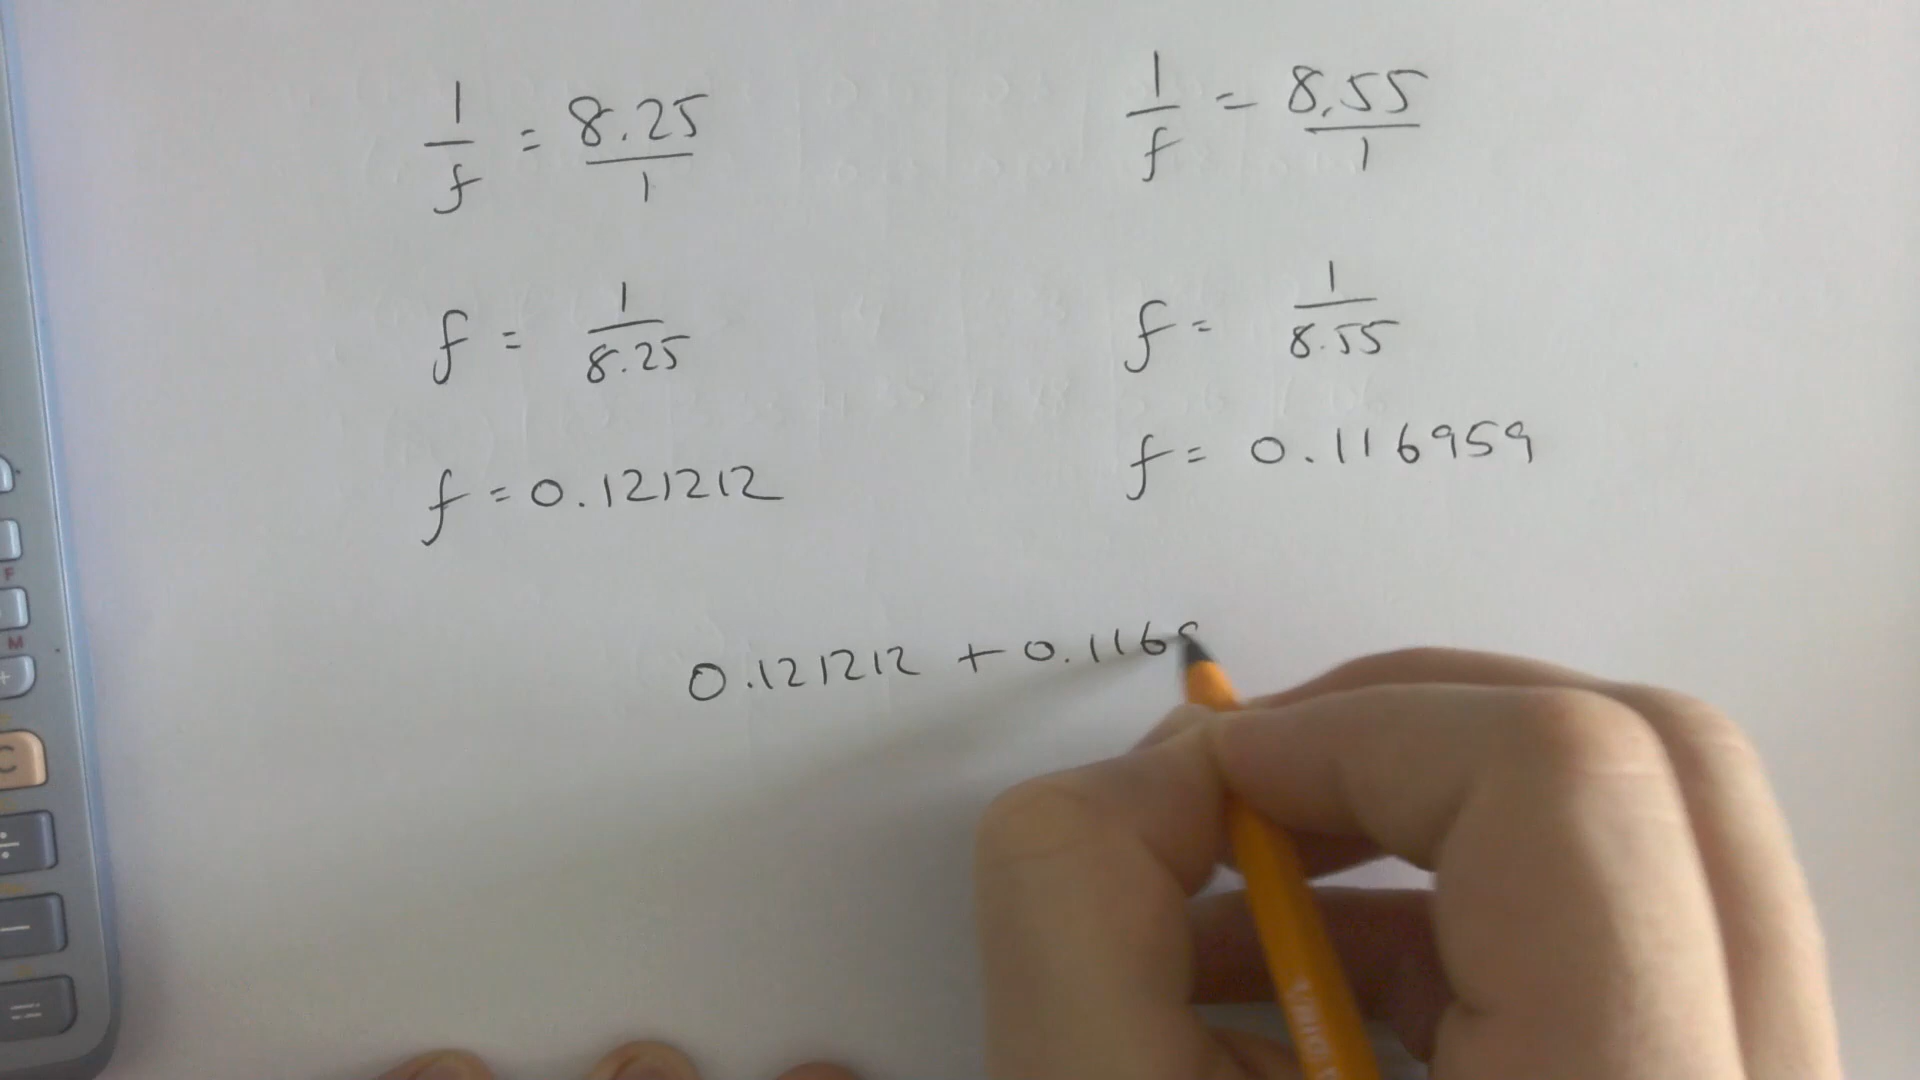 1/f = 8.25/1
1/f = 8.55/1
f = 1/8.25
f = 1/8.55
f = 0.121212
f = 0.116959
0.121212 + 0.116
F
M
+
C
÷
−
=